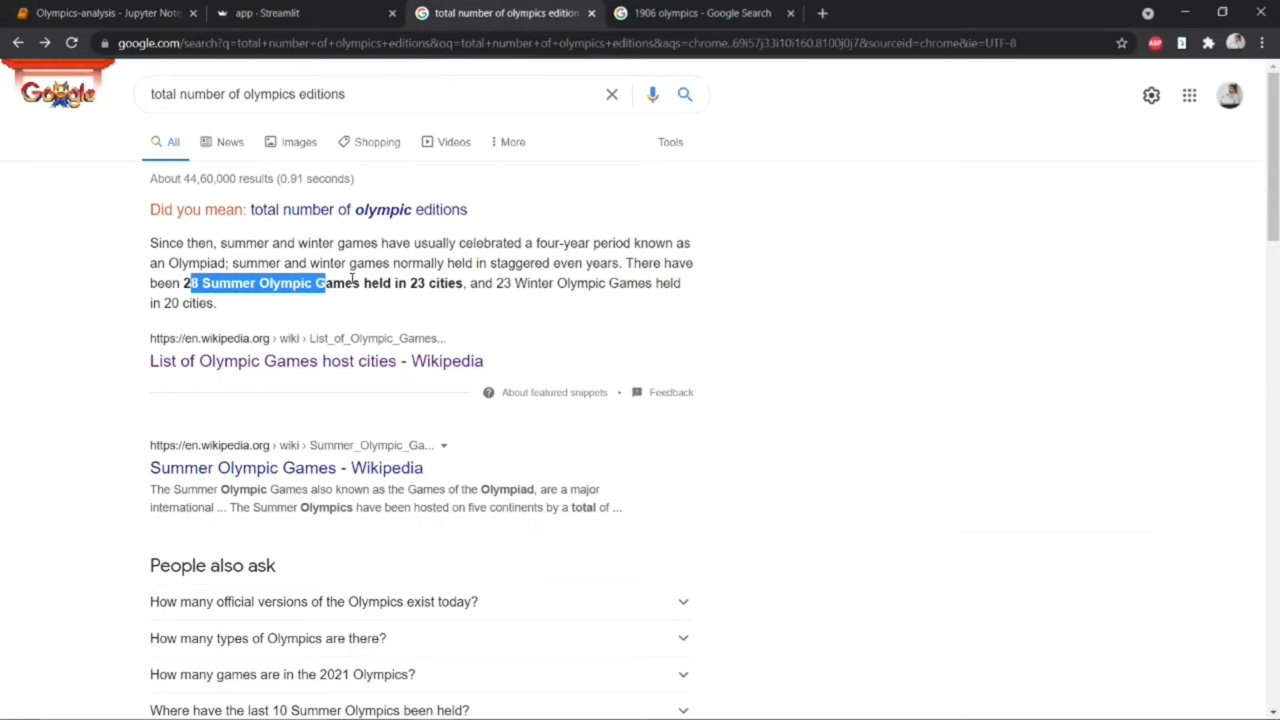 Olympics-analysis - Jupyter Note
app · Streamlit
total number of olympics edition
1906 olympics - Google Search
google.com/search?q=total+number+of+olympics+editions&oq=total+number+of+olympics+editions&aqs=chrome..69i57j33i10i160.8100j0j7&sourceid=chrome&ie=UTF-8
ABP
Google
total number of olympics editions
All
News
Images
Shopping
Videos
More
Tools
About 44,60,000 results (0.91 seconds)
Did you mean: total number of olympic editions
Since then, summer and winter games have usually celebrated a four-year period known as
an Olympiad; summer and winter games normally held in staggered even years. There have
been 28 Summer Olympic Games held in 23 cities, and 23 Winter Olympic Games held
in 20 cities.
https://en.wikipedia.org › wiki › List_of_Olympic_Games...
List of Olympic Games host cities - Wikipedia
About featured snippets • Feedback
https://en.wikipedia.org › wiki › Summer_Olympic_Ga...
Summer Olympic Games - Wikipedia
The Summer Olympic Games also known as the Games of the Olympiad, are a major
international ... The Summer Olympics have been hosted on five continents by a total of ...
People also ask
How many official versions of the Olympics exist today?
How many types of Olympics are there?
How many games are in the 2021 Olympics?
Where have the last 10 Summer Olympics been held?